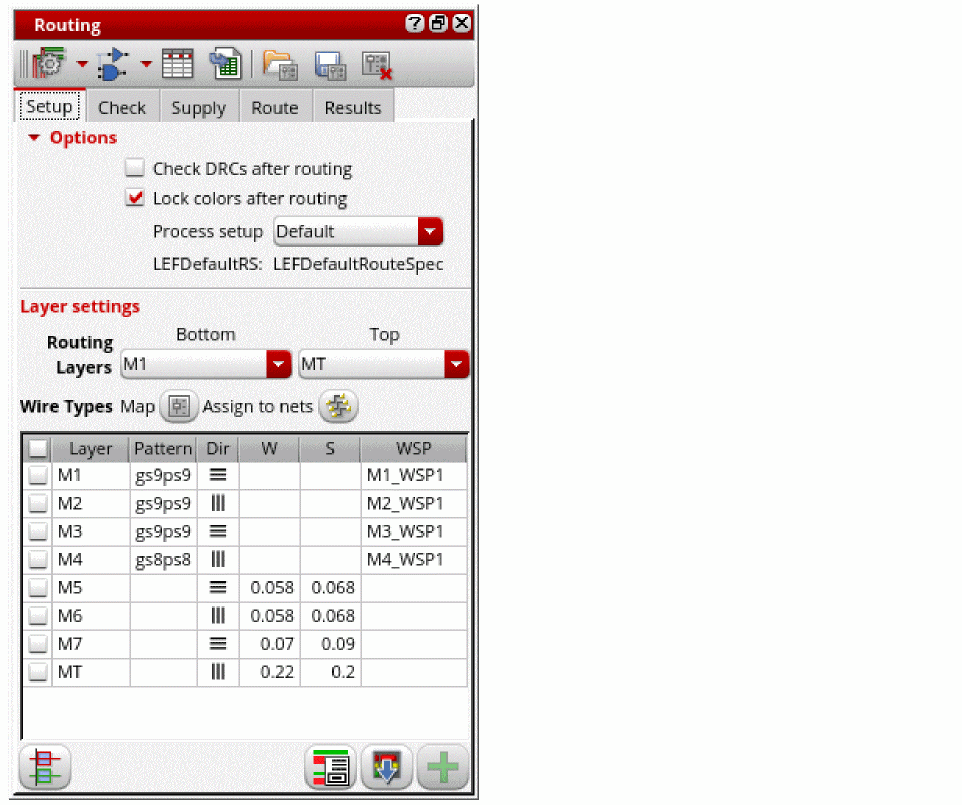 Routing
Setup Check Supply Route Results
Options
Check DRCs after routing
Lock colors after routing
Process setup Default
LEFDefaultRS: LEFDefaultRouteSpec
Layer settings
Bottom Top
Routing Layers M1 MT
Wire Types Map Assign to nets
Layer Pattern Dir W S WSP
M1 gs9ps9 M1_WSP1
M2 gs9ps9 M2_WSP1
M3 gs9ps9 M3_WSP1
M4 gs8ps8 M4_WSP1
M5 0.058 0.068
M6 0.058 0.068
M7 0.07 0.09
MT 0.22 0.2